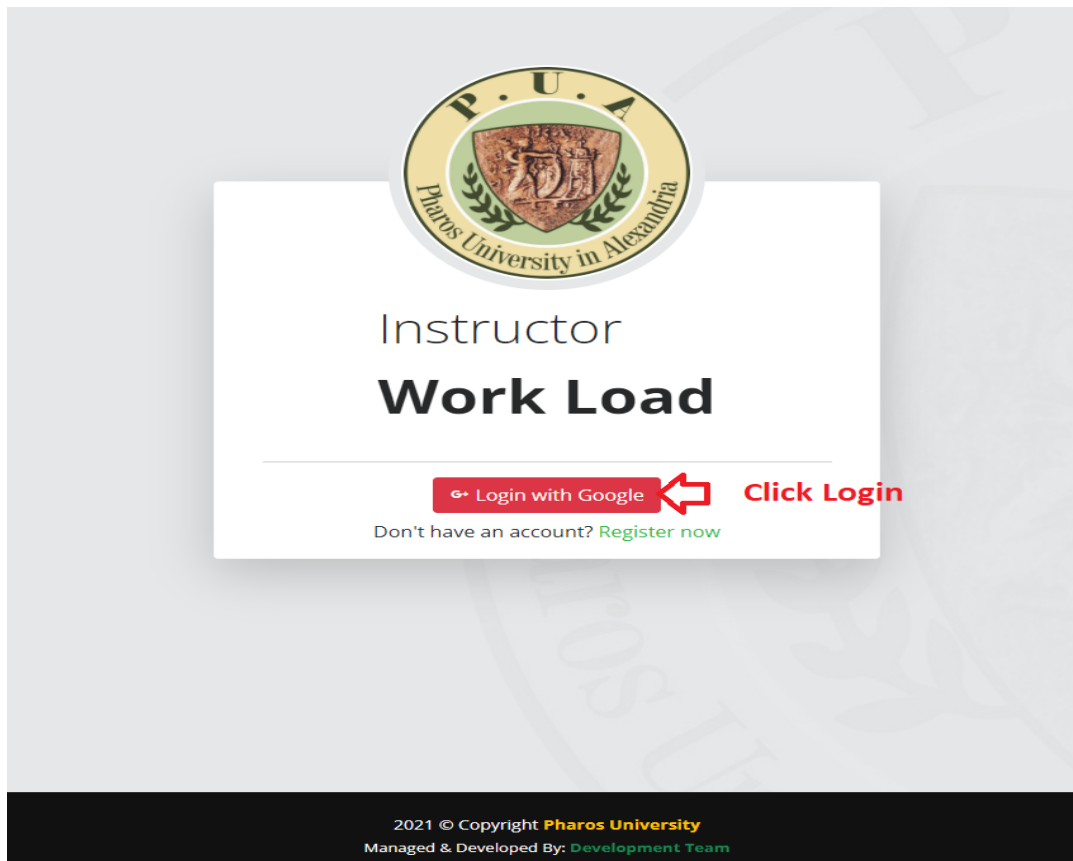 P.U.A
Pharos University in Alexandria
Instructor
Work Load
G+ Login with Google
Click Login
Don't have an account? Register now
2021 © Copyright Pharos University
Managed & Developed By: Development Team